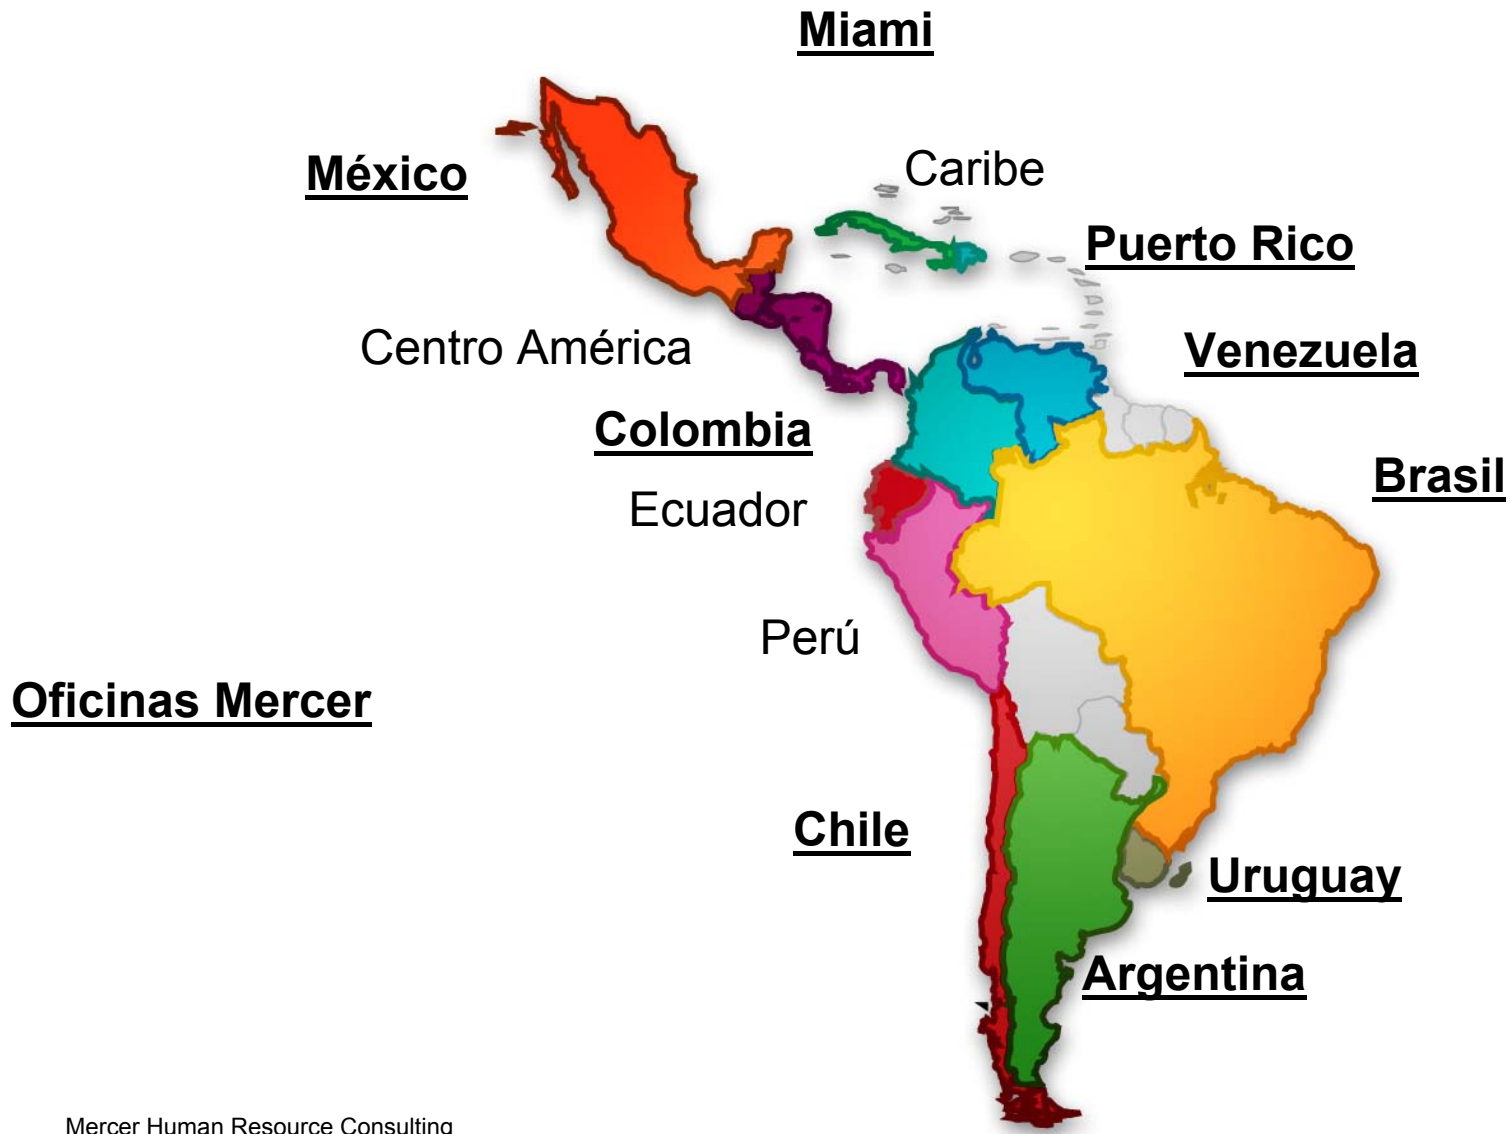 Miami
México
Caribe
Puerto Rico
Centro América
Venezuela
Colombia
Brasil
Ecuador
Perú
Oficinas Mercer
Chile
Uruguay
Argentina
Mercer Human Resource Consulting